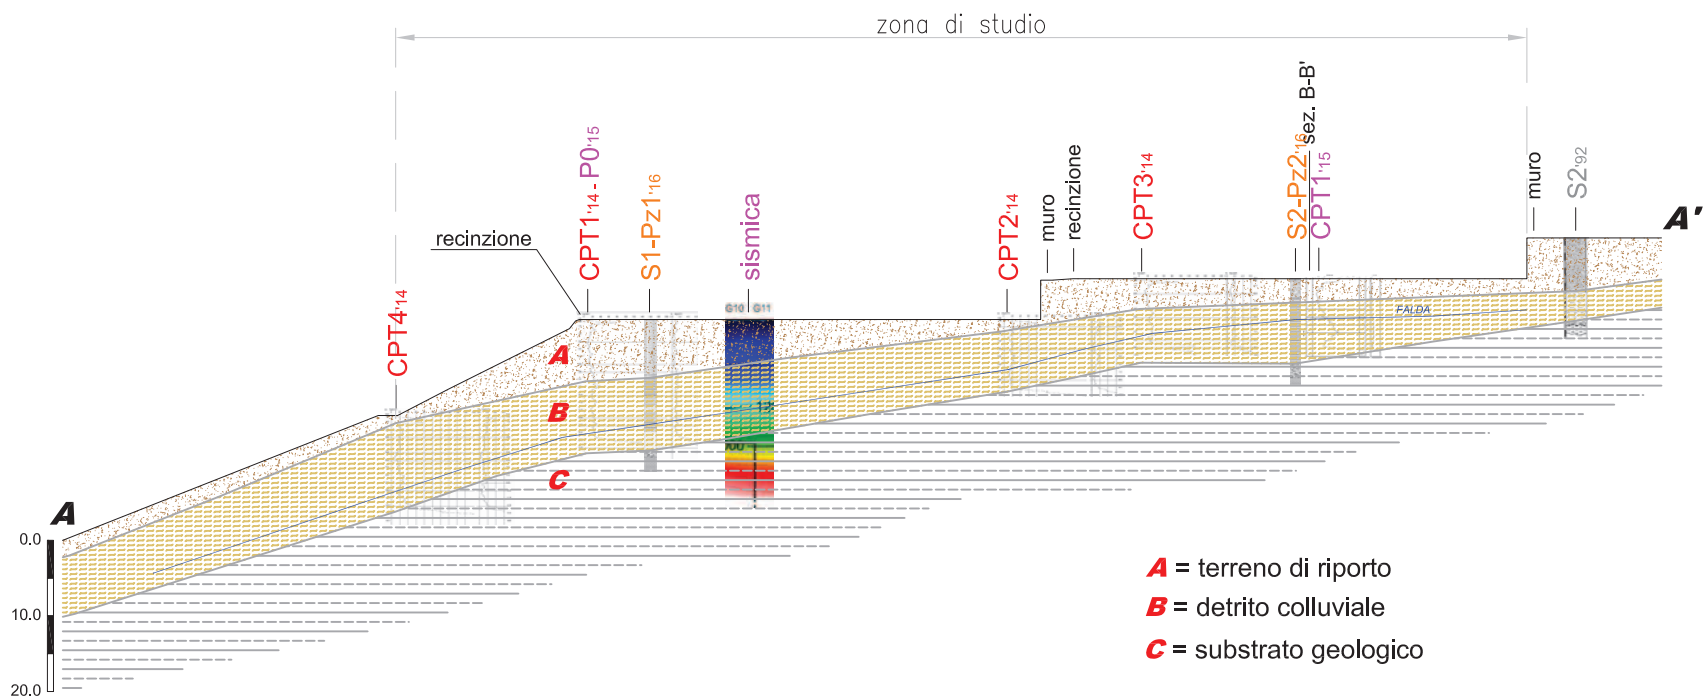 zona di studio
recinzione
CPT4'14
CPT1'14 - P0'15
S1-Pz1'16
sismica
G10 G11
CPT2'14
muro
recinzione
CPT3'14
S2-Pz2'16
sez. B-B'
CPT1'15
muro
S2'92
A'
FALDA
A
B
C
A
0.0
10.0
20.0
A = terreno di riporto
B = detrito colluviale
C = substrato geologico